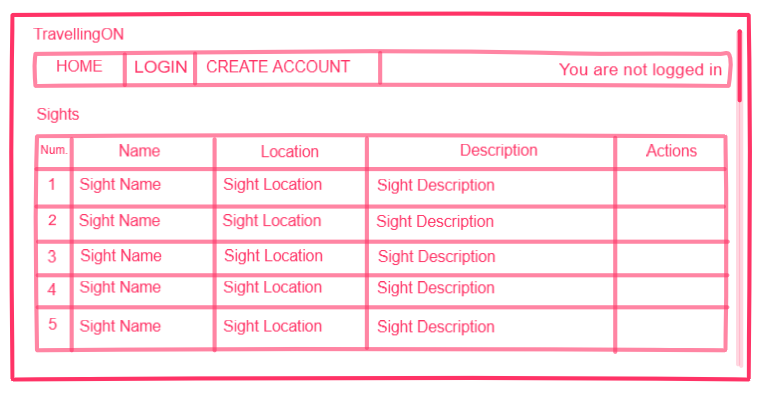 TravellingON
HOME LOGIN CREATE ACCOUNT You are not logged in
Sights
Num. Name Location Description Actions
1 Sight Name Sight Location Sight Description
2 Sight Name Sight Location Sight Description
3 Sight Name Sight Location Sight Description
4 Sight Name Sight Location Sight Description
5 Sight Name Sight Location Sight Description